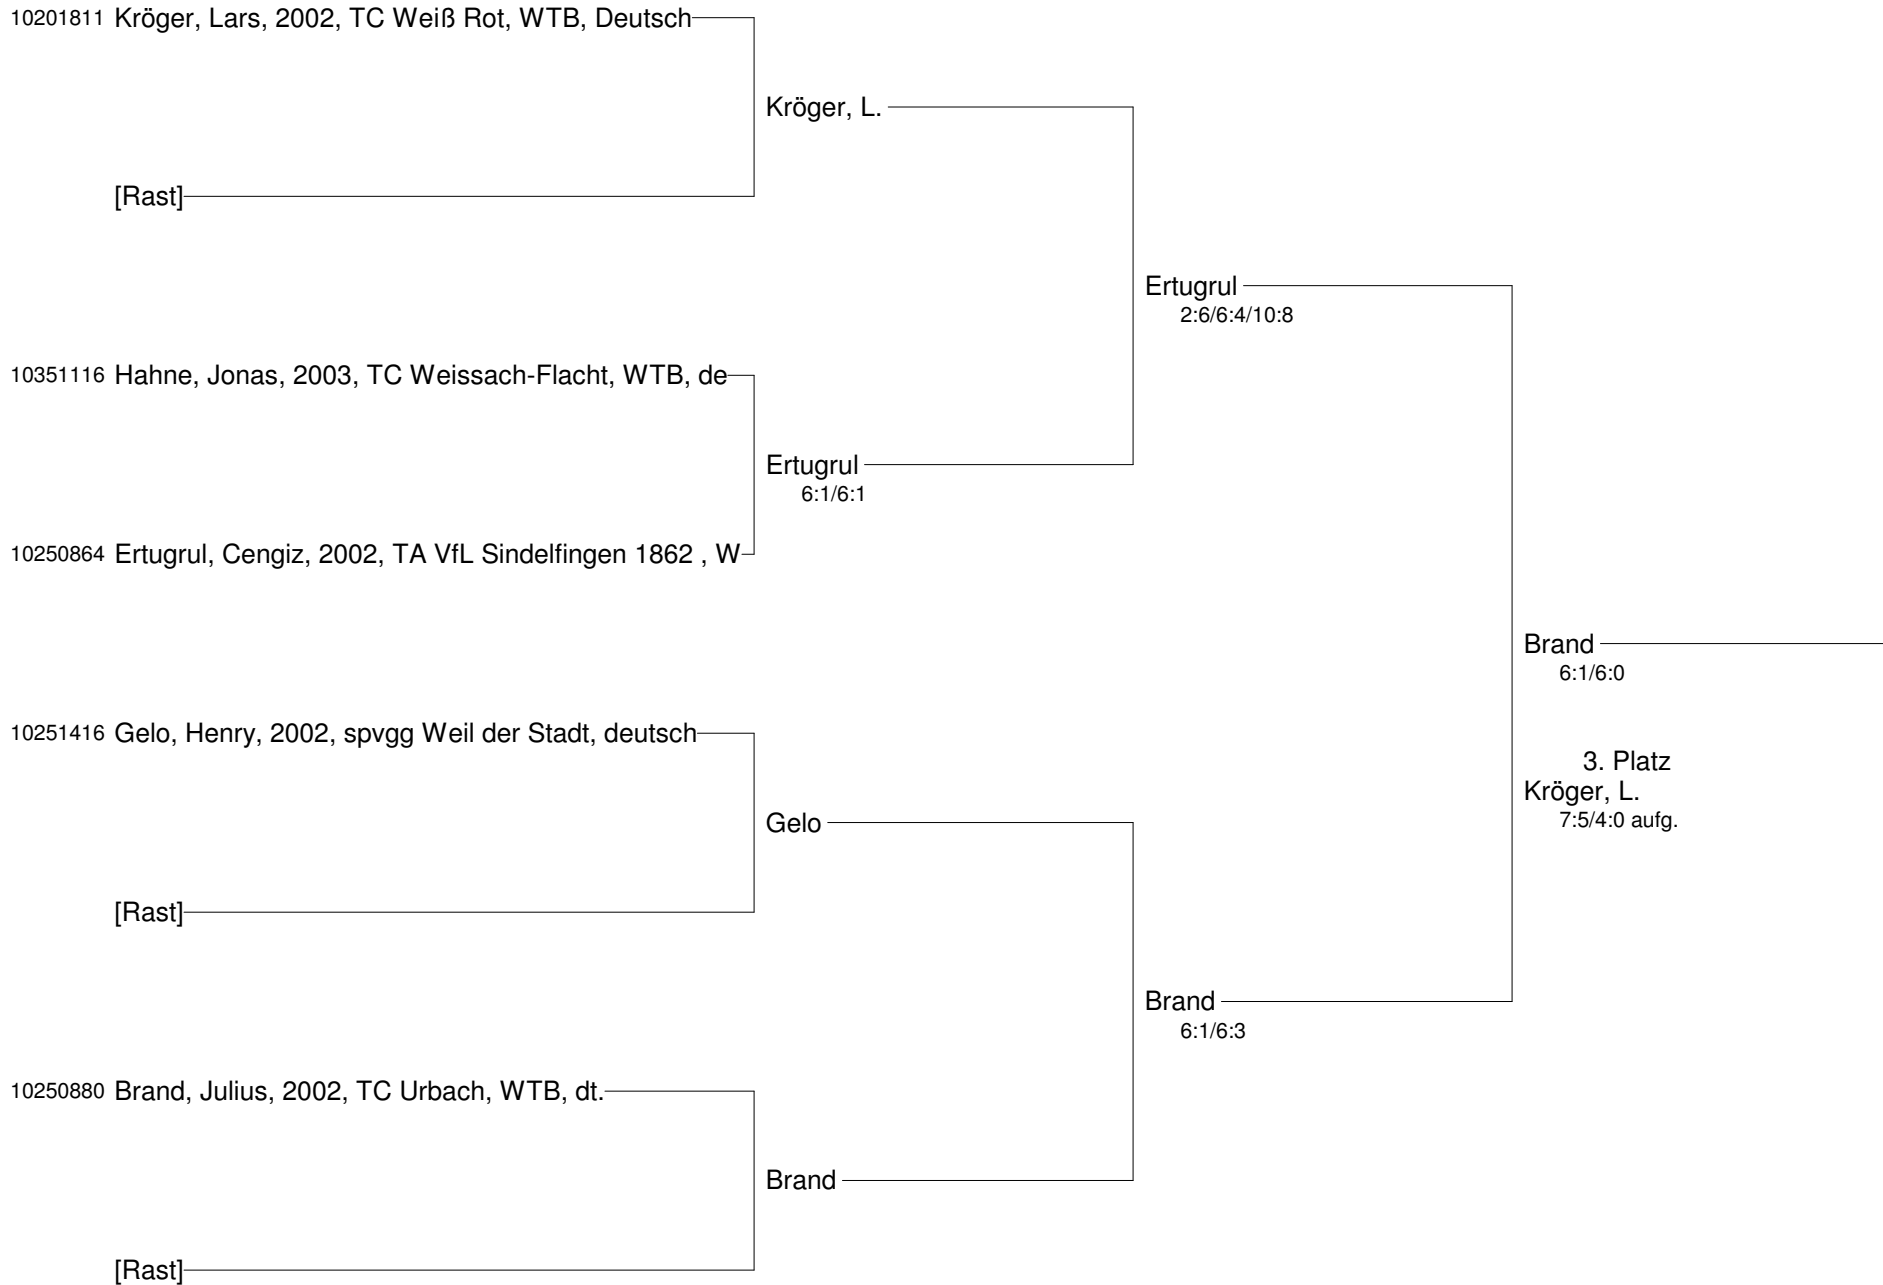 10201811 Kröger, Lars, 2002, TC Weiß Rot, WTB, Deutsch
Kröger, L.
[Rast]
Ertugrul
2:6/6:4/10:8
10351116 Hahne, Jonas, 2003, TC Weissach-Flacht, WTB, de
Ertugrul
6:1/6:1
10250864 Ertugrul, Cengiz, 2002, TA VfL Sindelfingen 1862 , W
Brand
6:1/6:0
10251416 Gelo, Henry, 2002, spvgg Weil der Stadt, deutsch
3. Platz
Kröger, L.
7:5/4:0 aufg.
Gelo
[Rast]
Brand
6:1/6:3
10250880 Brand, Julius, 2002, TC Urbach, WTB, dt.
Brand
[Rast]